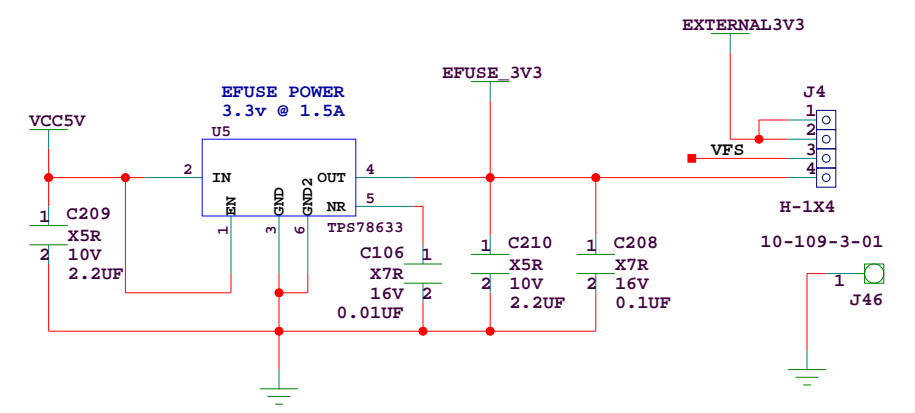 EXTERNAL3V3
EFUSE_3V3
EFUSE POWER
3.3v @ 1.5A
J4
VCC5V
U5
1
2
3
4
VFS
2
IN
OUT
4
EN
GND
GND2
NR
5
1
3
6
TPS78633
H-1X4
1
C209
X5R
10V
2.2UF
2
C106
X7R
16V
0.01UF
1
2
1
C210
X5R
10V
2.2UF
2
1
C208
X7R
16V
0.1UF
2
10-109-3-01
1
J46